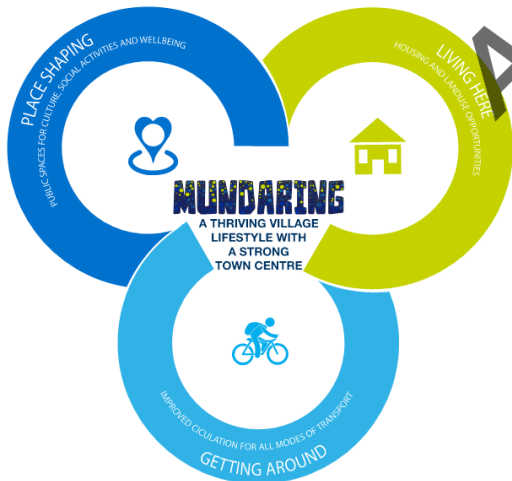 PLACE SHAPING
PUBLIC SPACES FOR CULTURE, SOCIAL ACTIVITIES AND WELLBEING
LIVING HERE
HOUSING AND LANDUSE OPPORTUNITIES
MUNDARING
A THRIVING VILLAGE
LIFESTYLE WITH
A STRONG
TOWN CENTRE
IMPROVED CICULATION FOR ALL MODES OF TRANSPORT
GETTING AROUND